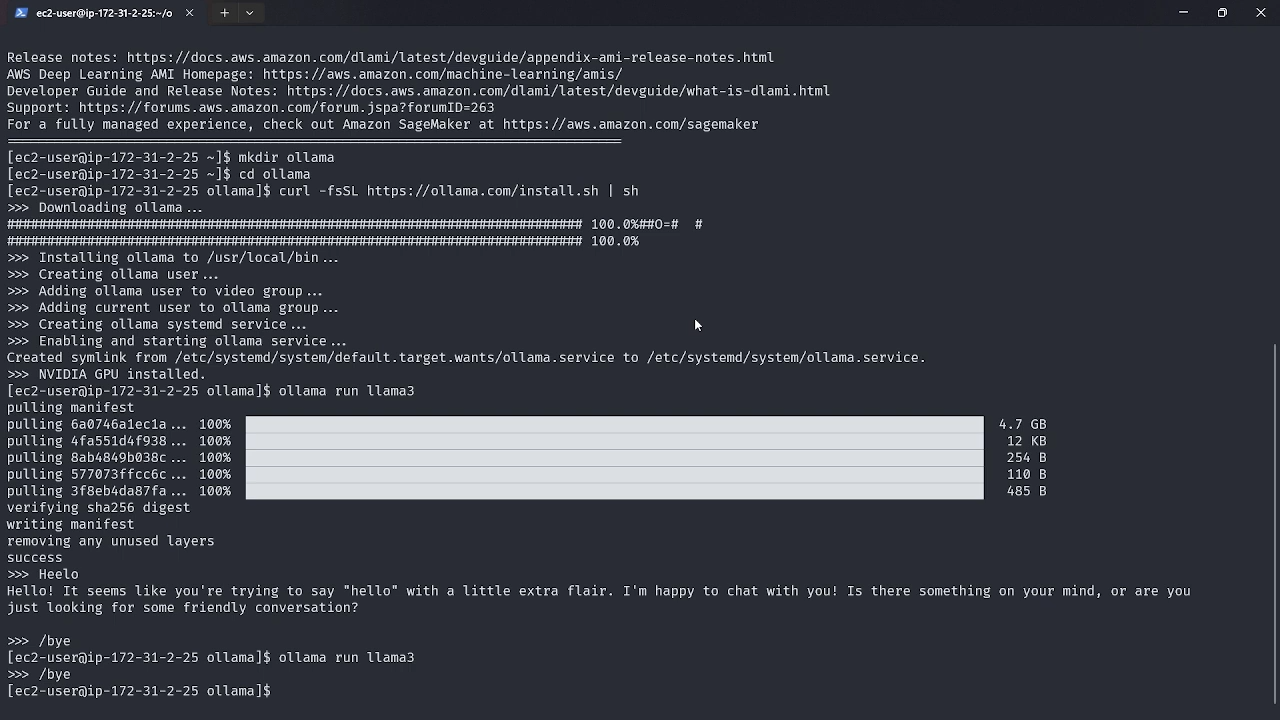 ec2-user@ip-172-31-2-25:~/o
Release notes: https://docs.aws.amazon.com/dlami/latest/devguide/appendix-ami-release-notes.html
AWS Deep Learning AMI Homepage: https://aws.amazon.com/machine-learning/amis/
Developer Guide and Release Notes: https://docs.aws.amazon.com/dlami/latest/devguide/what-is-dlami.html
Support: https://forums.aws.amazon.com/forum.jspa?forumID=263
For a fully managed experience, check out Amazon SageMaker at https://aws.amazon.com/sagemaker
=============================================================================
[ec2-user@ip-172-31-2-25 ~]$ mkdir ollama
[ec2-user@ip-172-31-2-25 ~]$ cd ollama
[ec2-user@ip-172-31-2-25 ollama]$ curl -fsSL https://ollama.com/install.sh | sh
>>> Downloading ollama...
######################################################################## 100.0%##O=#  #
######################################################################## 100.0%
>>> Installing ollama to /usr/local/bin...
>>> Creating ollama user...
>>> Adding ollama user to video group...
>>> Adding current user to ollama group...
>>> Creating ollama systemd service...
>>> Enabling and starting ollama service...
Created symlink from /etc/systemd/system/default.target.wants/ollama.service to /etc/systemd/system/ollama.service.
>>> NVIDIA GPU installed.
[ec2-user@ip-172-31-2-25 ollama]$ ollama run llama3
pulling manifest
pulling 6a0746a1ec1a... 100% 4.7 GB
pulling 4fa551d4f938... 100% 12 KB
pulling 8ab4849b038c... 100% 254 B
pulling 577073ffcc6c... 100% 110 B
pulling 3f8eb4da87fa... 100% 485 B
verifying sha256 digest
writing manifest
removing any unused layers
success
>>> Heelo
Hello! It seems like you're trying to say "hello" with a little extra flair. I'm happy to chat with you! Is there something on your mind, or are you
just looking for some friendly conversation?
>>> /bye
[ec2-user@ip-172-31-2-25 ollama]$ ollama run llama3
>>> /bye
[ec2-user@ip-172-31-2-25 ollama]$